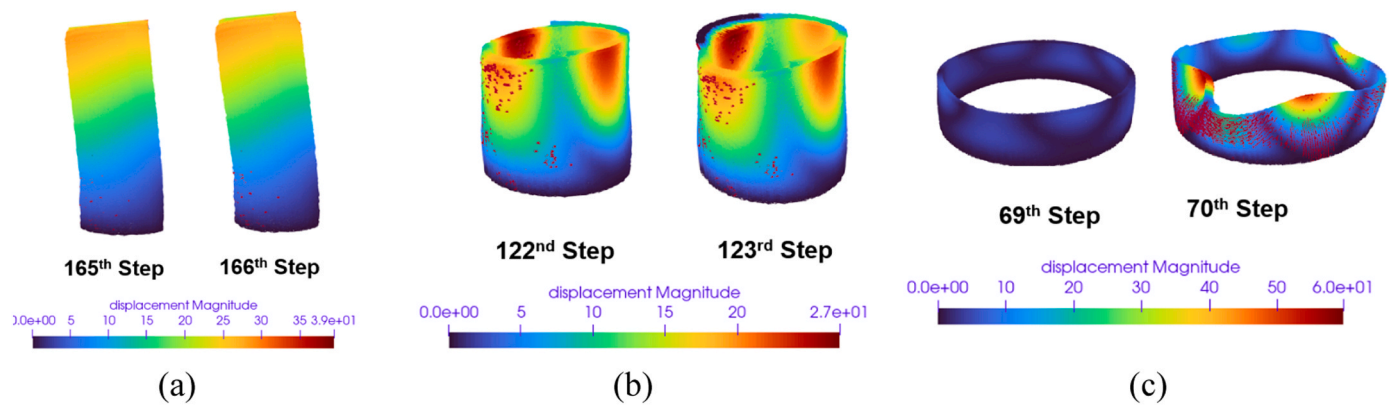 165th Step 166th Step
displacement Magnitude
0.0e+00 5 10 15 20 25 30 35 3.9e+01
(a)
122nd Step 123rd Step
displacement Magnitude
0.0e+00 5 10 15 20 2.7e+01
(b)
69th Step 70th Step
displacement Magnitude
0.0e+00 10 20 30 40 50 6.0e+01
(c)